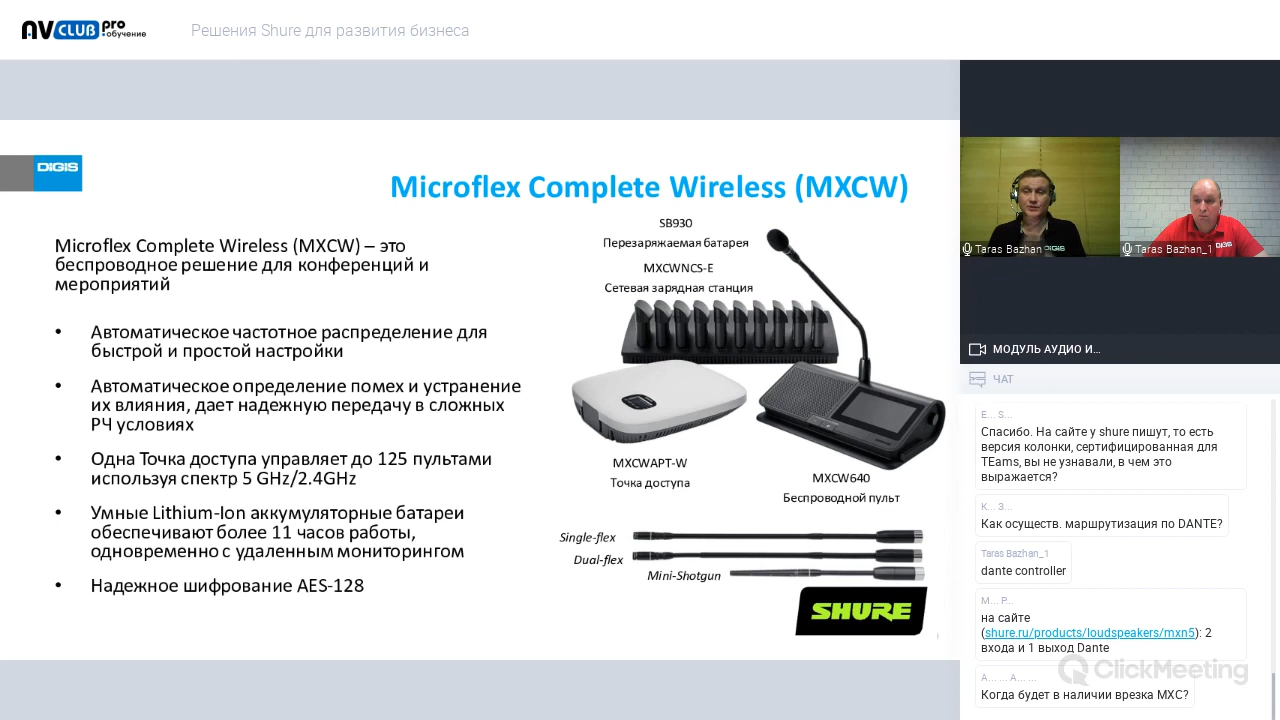 AVCLUB pro
•обучение
Решения Shure для развития бизнеса
DIGIS
Microflex Complete Wireless (MXCW)
Microflex Complete Wireless (MXCW) – это
беспроводное решение для конференций и
мероприятий
• Автоматическое частотное распределение для
быстрой и простой настройки
• Автоматическое определение помех и устранение
их влияния, дает надежную передачу в сложных
РЧ условиях
• Одна Точка доступа управляет до 125 пультами
используя спектр 5 GHz/2.4GHz
• Умные Lithium-Ion аккумуляторные батареи
обеспечивают более 11 часов работы,
одновременно с удаленным мониторингом
• Надежное шифрование AES-128
SB930
Перезаряжаемая батарея
MXCWNCS-E
Сетевая зарядная станция
MXCWAPT-W
Точка доступа
MXCW640
Беспроводной пульт
Single-flex
Dual-flex
Mini-Shotgun
SHURE
Taras Bazhan
DIGIS
Taras Bazhan_1
DIGIS
МОДУЛЬ АУДИО И...
ЧАТ
E... S...
Спасибо. На сайте у shure пишут, то есть
версия колонки, сертифицированная для
TEams, вы не узнавали, в чем это
выражается?
К... З...
Как осуществ. маршрутизация по DANTE?
Taras Bazhan_1
dante controller
М... Р...
на сайте
(shure.ru/products/loudspeakers/mxn5): 2
входа и 1 выход Dante
А... ... А... ...
Когда будет в наличии врезка MXC?
ClickMeeting